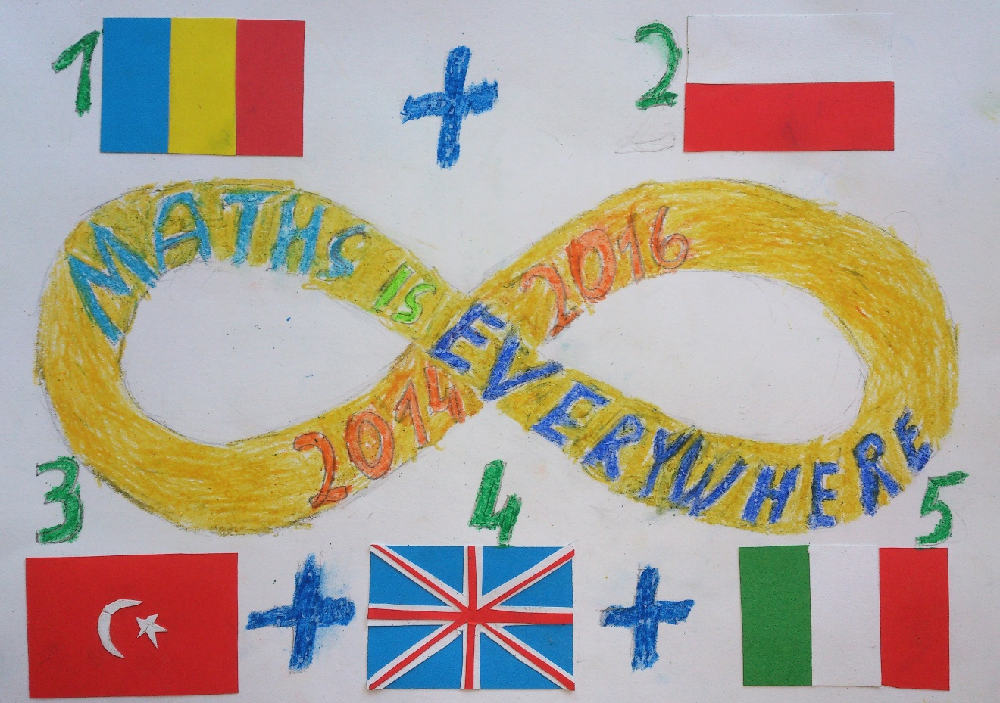 1 + 2
MATHS IS EVERYWHERE
2014 2016
3 + 4 + 5